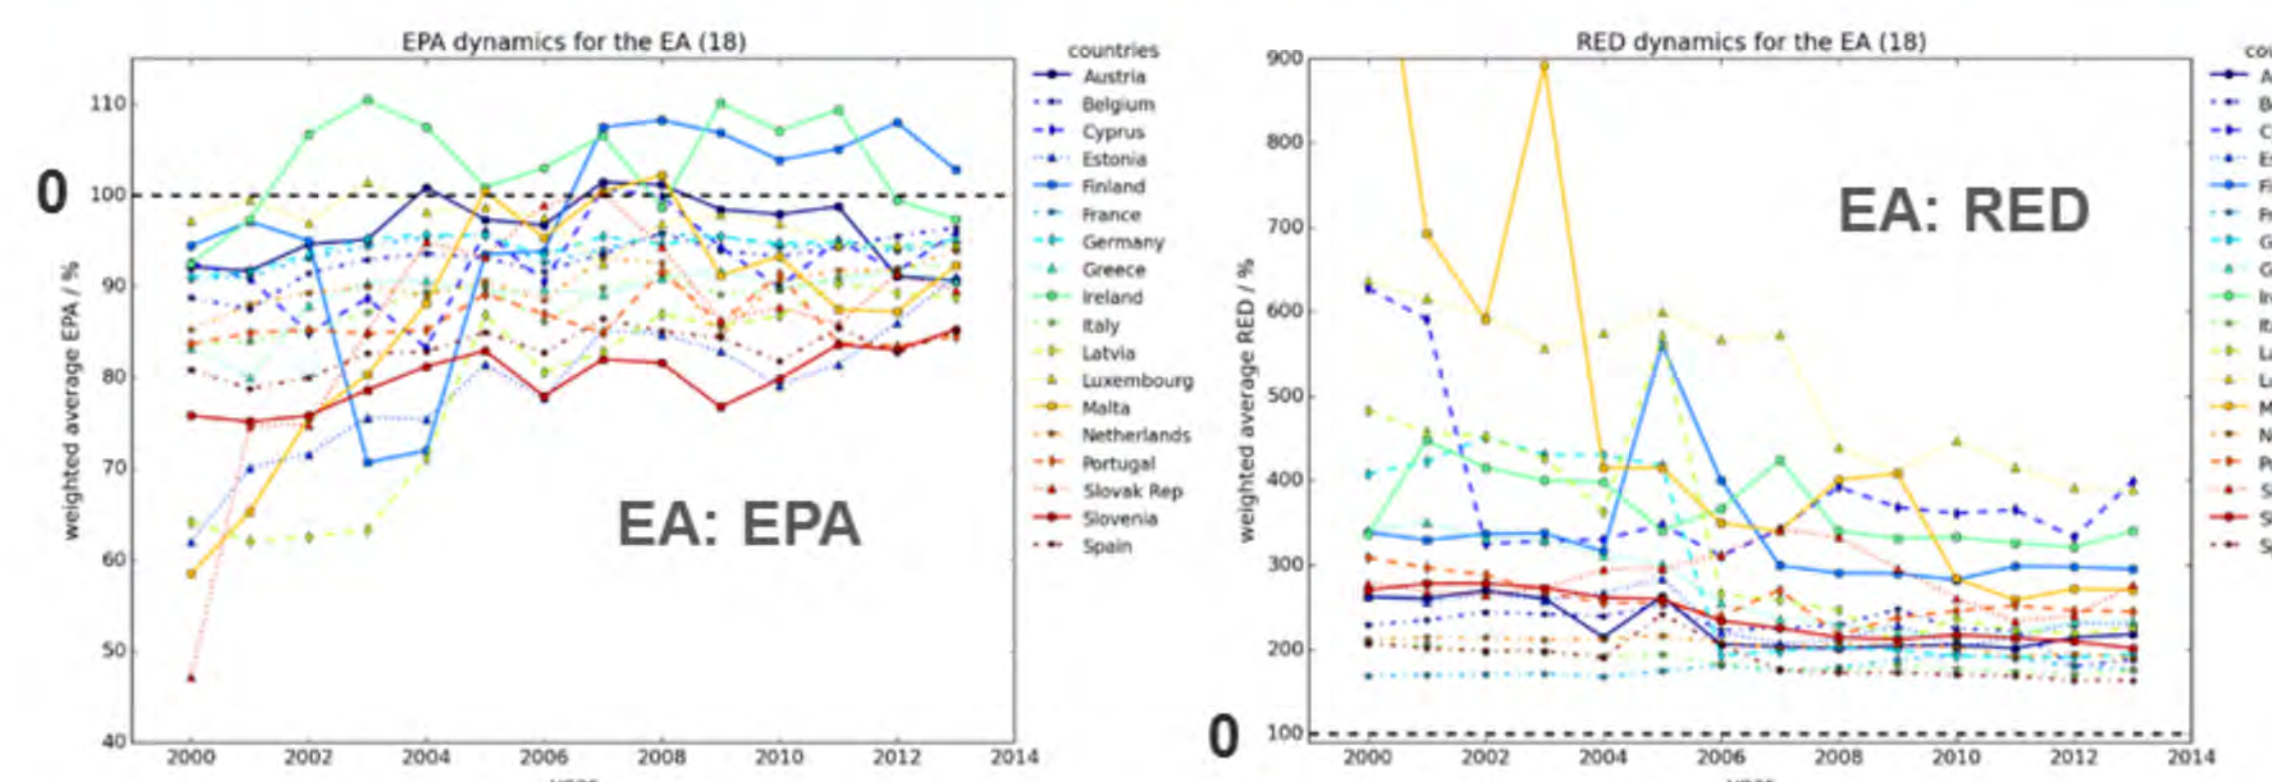 EPA dynamics for the EA (18)
110
100
90
80
70
60
50
40
0
weighted average EPA / %
2000 2002 2004 2006 2008 2010 2012 2014
EA: EPA
countries
Austria
Belgium
Cyprus
Estonia
Finland
France
Germany
Greece
Ireland
Italy
Latvia
Luxembourg
Malta
Netherlands
Portugal
Slovak Rep
Slovenia
Spain
RED dynamics for the EA (18)
900
800
700
600
500
400
300
200
100
0
weighted average RED / %
2000 2002 2004 2006 2008 2010 2012 2014
EA: RED
cou
A